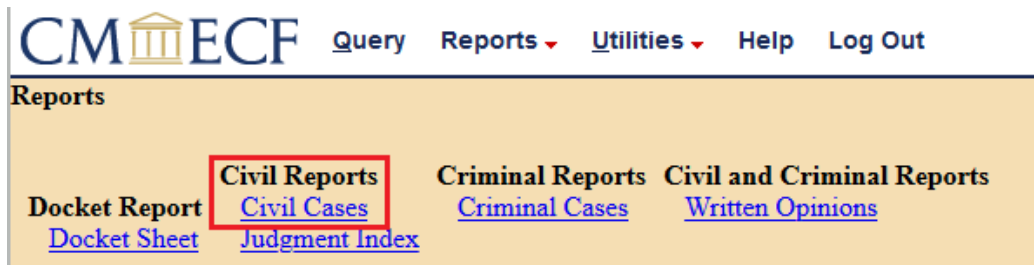 CM ECF Query Reports Utilities Help Log Out
Reports
Civil Reports Criminal Reports Civil and Criminal Reports
Docket Report Civil Cases Criminal Cases Written Opinions
Docket Sheet Judgment Index